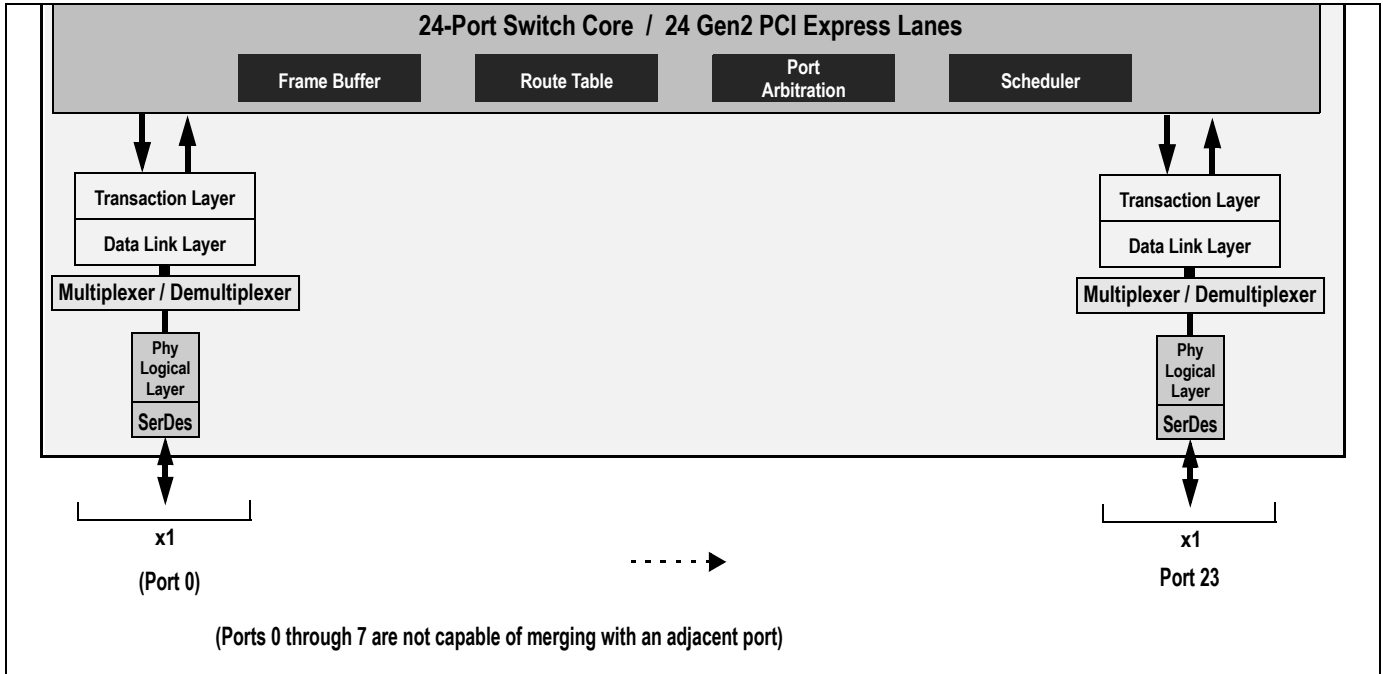 24-Port Switch Core / 24 Gen2 PCI Express Lanes
Frame Buffer
Route Table
Port
Arbitration
Scheduler
Transaction Layer
Data Link Layer
Multiplexer / Demultiplexer
Phy
Logical
Layer
SerDes
x1
(Port 0)
Transaction Layer
Data Link Layer
Multiplexer / Demultiplexer
Phy
Logical
Layer
SerDes
x1
Port 23
(Ports 0 through 7 are not capable of merging with an adjacent port)